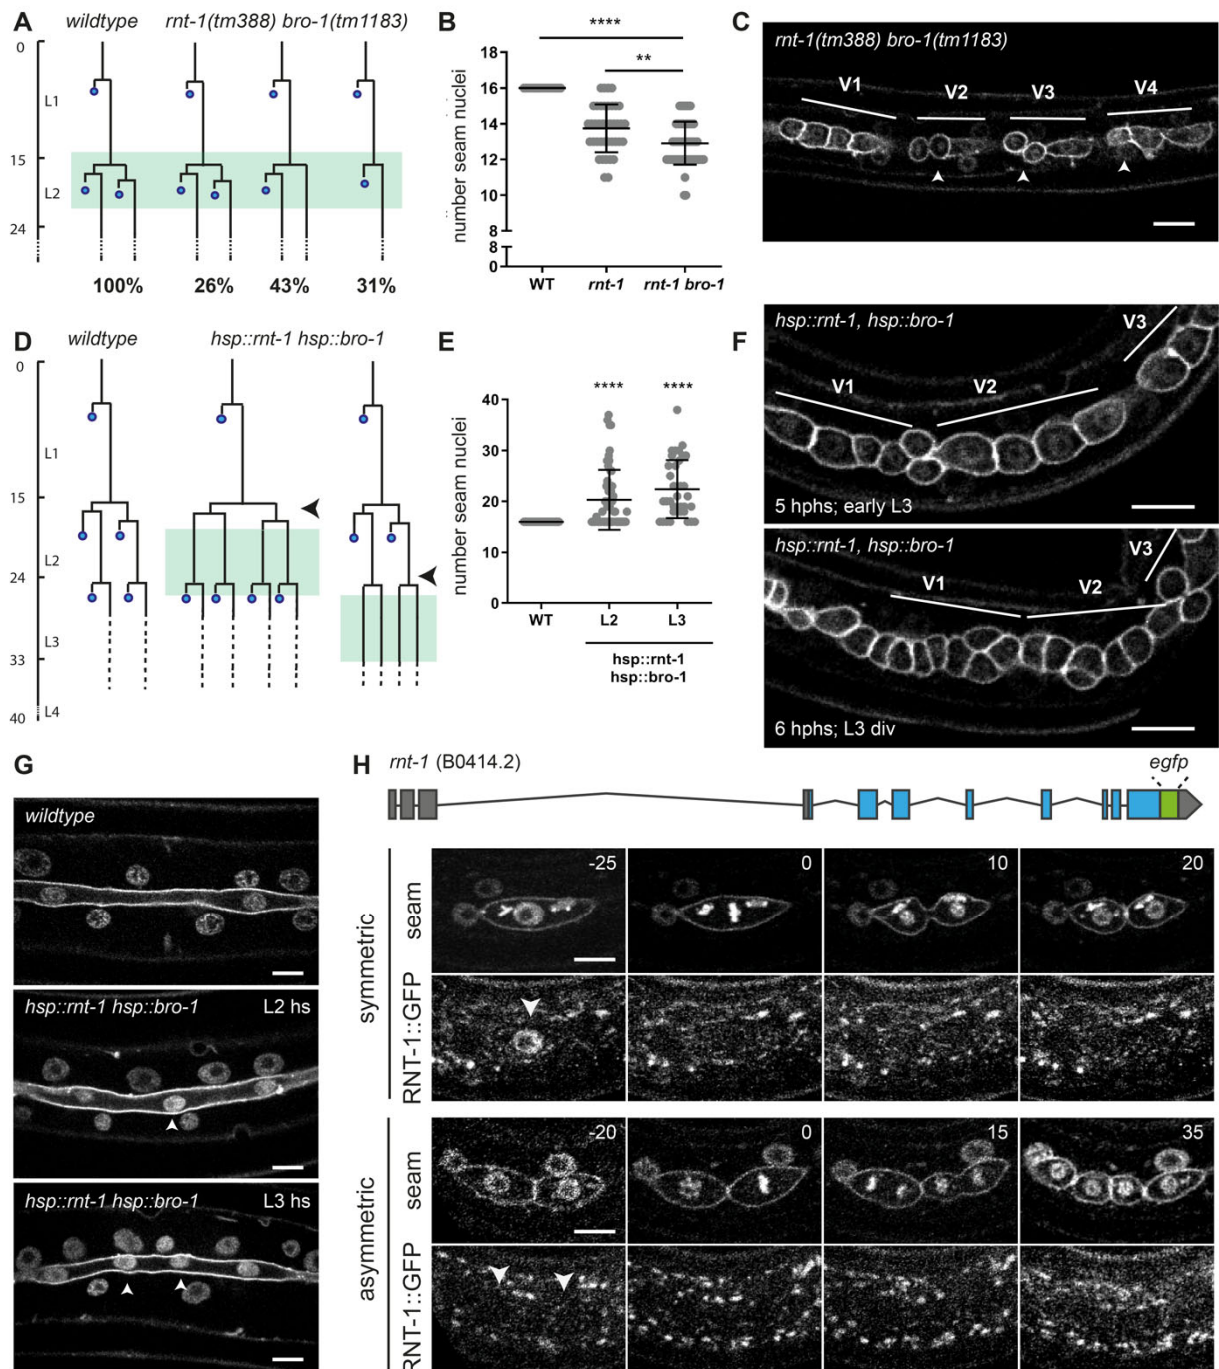 A
wildtype
rnt-1(tm388) bro-1(tm1183)
0
L1
15
L2
24
100%
26%
43%
31%
B
****
**
number seam nuclei
18
16
14
12
10
8
8
0
WT
rnt-1
rnt-1 bro-1
C
rnt-1(tm388) bro-1(tm1183)
V1
V2
V3
V4
D
wildtype
hsp::rnt-1 hsp::bro-1
0
L1
15
L2
24
L3
33
L4
40
E
****
****
number seam nuclei
40
30
20
10
0
WT
L2
L3
hsp::rnt-1
hsp::bro-1
F
hsp::rnt-1, hsp::bro-1
V1
V2
V3
5 hphs; early L3
hsp::rnt-1, hsp::bro-1
V1
V2
V3
6 hphs; L3 div
G
wildtype
hsp::rnt-1 hsp::bro-1
L2 hs
hsp::rnt-1 hsp::bro-1
L3 hs
H
rnt-1 (B0414.2)
egfp
symmetric
seam
-25
0
10
20
RNT-1::GFP
asymmetric
seam
-20
0
15
35
RNT-1::GFP